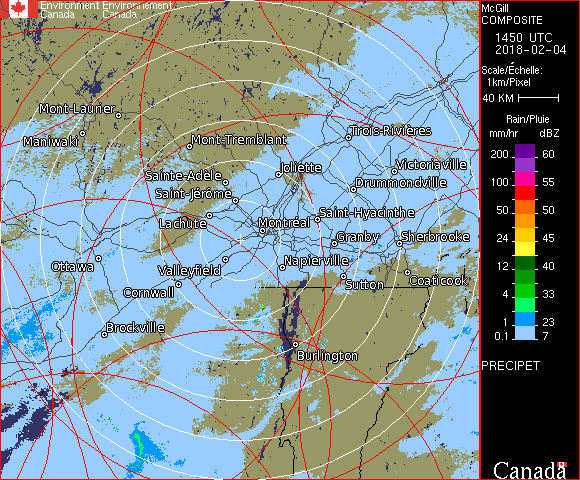 Environment Environnement
Canada Canada
McGill
COMPOSITE
1450 UTC
2018-02-04
Scale/Échelle:
1km/Pixel
40 KM
Rain/Pluie
mm/hr dBZ
200 60
100 55
50 50
24 45
12 40
4 33
1 23
0.1 7
PRECIPET
Canada
Mont-Laurier
Maniwaki
Mont-Tremblant
Trois-Rivières
Sainte-Adèle
Joliette
Victoriaville
Saint-Jérôme
Drummondville
Lachute
Montréal
Saint-Hyacinthe
Granby
Sherbrooke
Ottawa
Valleyfield
Napierville
Cornwall
Sutton
Coaticook
Brockville
Burlington